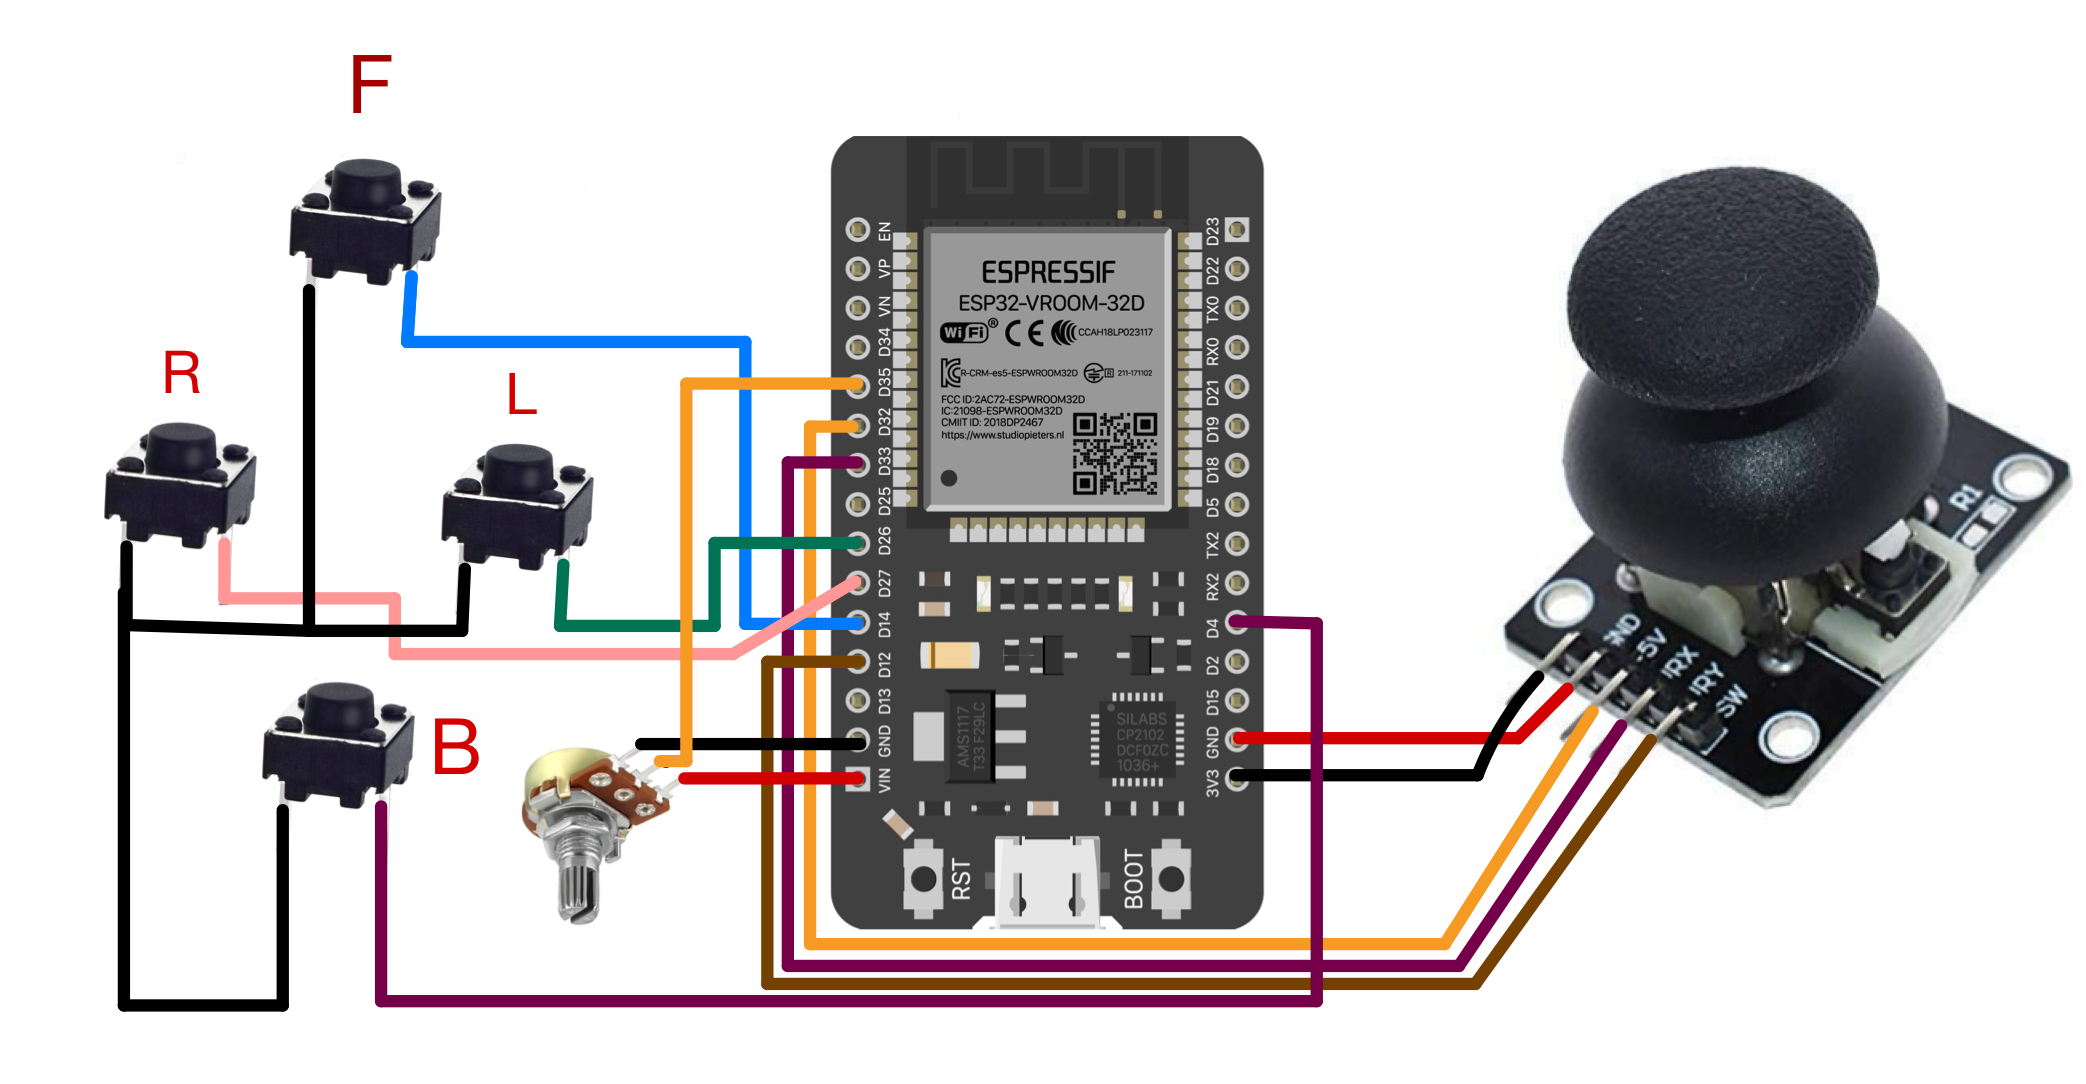 F
R
L
B
EN
VP
VN
D34
D35
D32
D33
D25
D26
D27
D14
D12
D13
GND
VIN
D23
D22
TX0
RX0
D21
D19
D18
D5
TX2
RX2
D4
D2
D15
GND
3V3
ESPRESSIF
ESP32-VROOM-32D
Wi Fi ® CE CCAH18LP023117
R-CRM-es5-ESPWROOM32D R 211-171102
FCC ID:2AC72-ESPWROOM32D
IC:21098-ESPWROOM32D
CMIIT ID: 2018DP2467
https://www.studiopieters.nl
AMS1117
T33 F29LC
SILABS
CP2102
DCF0ZC
1036+
RST
BOOT
R1
GND
+5V
VRX
VRY
SW